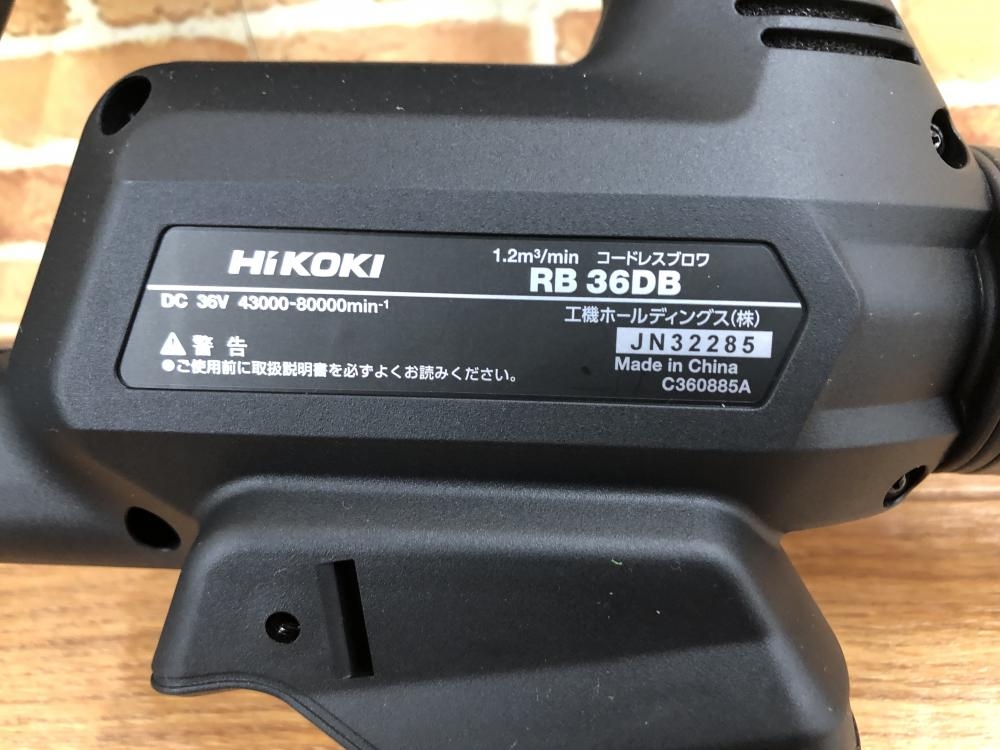 HiKOKI
1.2m³/min コードレスブロワ
RB 36DB
DC 36V 43000-80000min⁻¹
工機ホールディングス(株)
JN32285
警告
●ご使用前に取扱説明書を必ずよくお読みください。
Made in China
C360885A